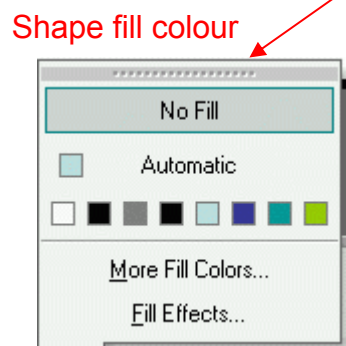 Shape fill colour
No Fill
Automatic
More Fill Colors...
Fill Effects...